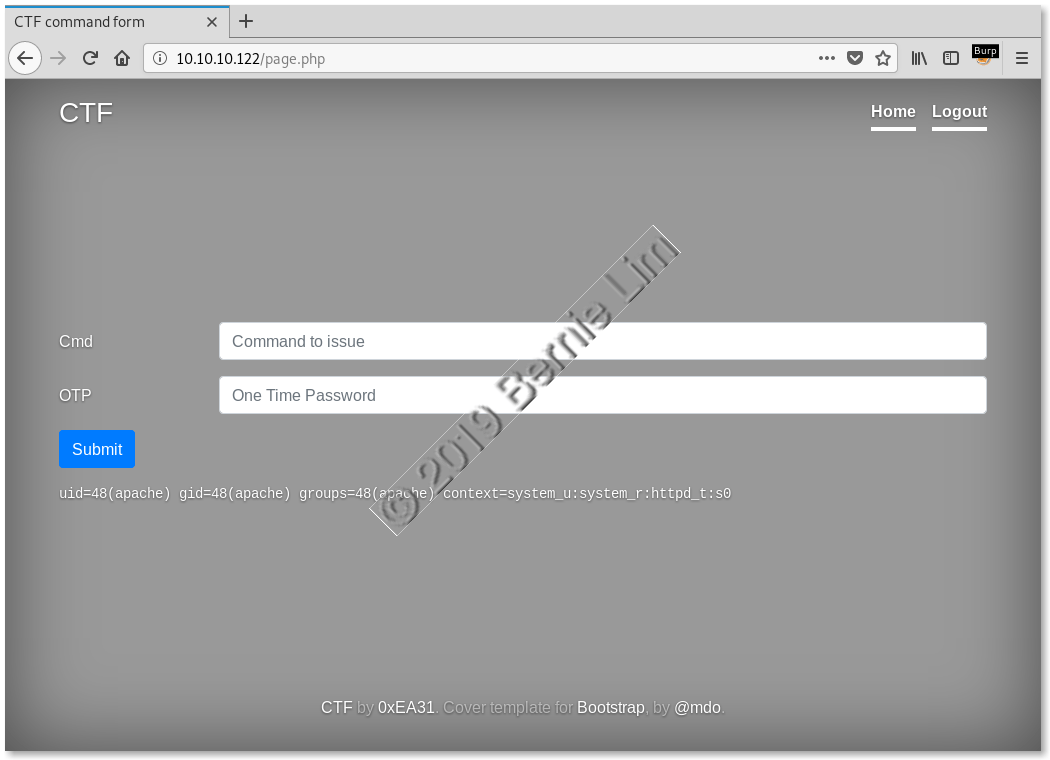 CTF command form
10.10.10.122/page.php
Burp
CTF
Home Logout
Cmd Command to issue
OTP One Time Password
Submit
uid=48(apache) gid=48(apache) groups=48(apache) context=system_u:system_r:httpd_t:s0
© 2019 Bernie Lim
CTF by 0xEA31. Cover template for Bootstrap, by @mdo.